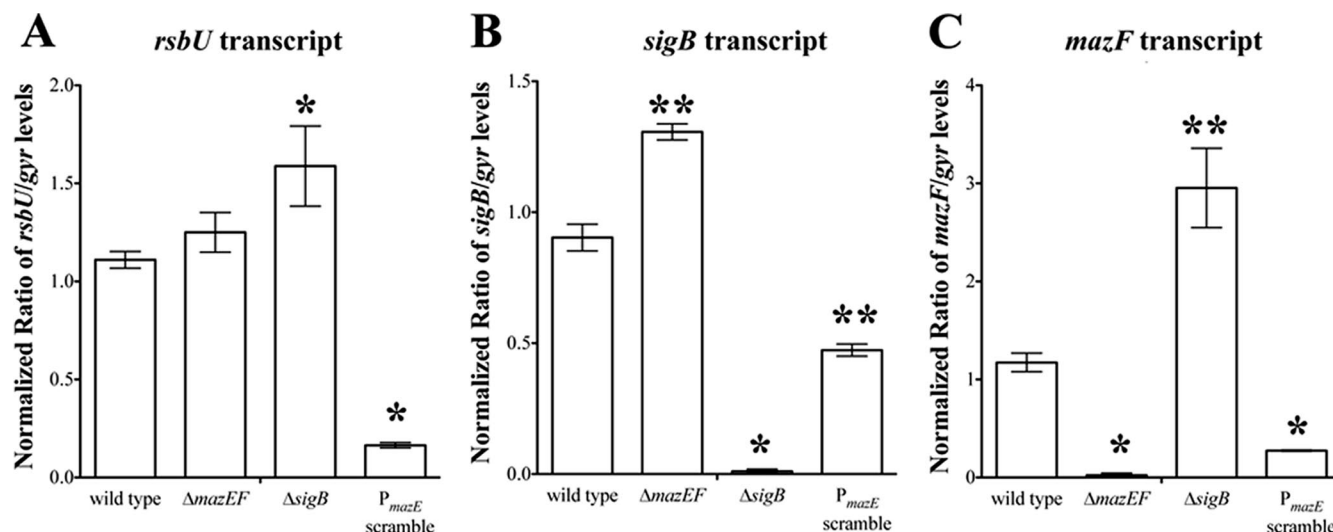 A
rsbU transcript
Normalized Ratio of rsbU/gyr levels
2.0
1.5
1.0
0.5
0.0
*
*
wild type
ΔmazEF
ΔsigB
PmazE
scramble
B
sigB transcript
Normalized Ratio of sigB/gyr levels
1.5
1.0
0.5
0.0
**
*
**
wild type
ΔmazEF
ΔsigB
PmazE
scramble
C
mazF transcript
Normalized Ratio of mazF/gyr levels
4
3
2
1
0
*
**
*
wild type
ΔmazEF
ΔsigB
PmazE
scramble